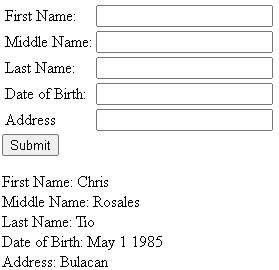 First Name:
Middle Name:
Last Name:
Date of Birth:
Address
Submit
First Name: Chris
Middle Name: Rosales
Last Name: Tio
Date of Birth: May 1 1985
Address: Bulacan